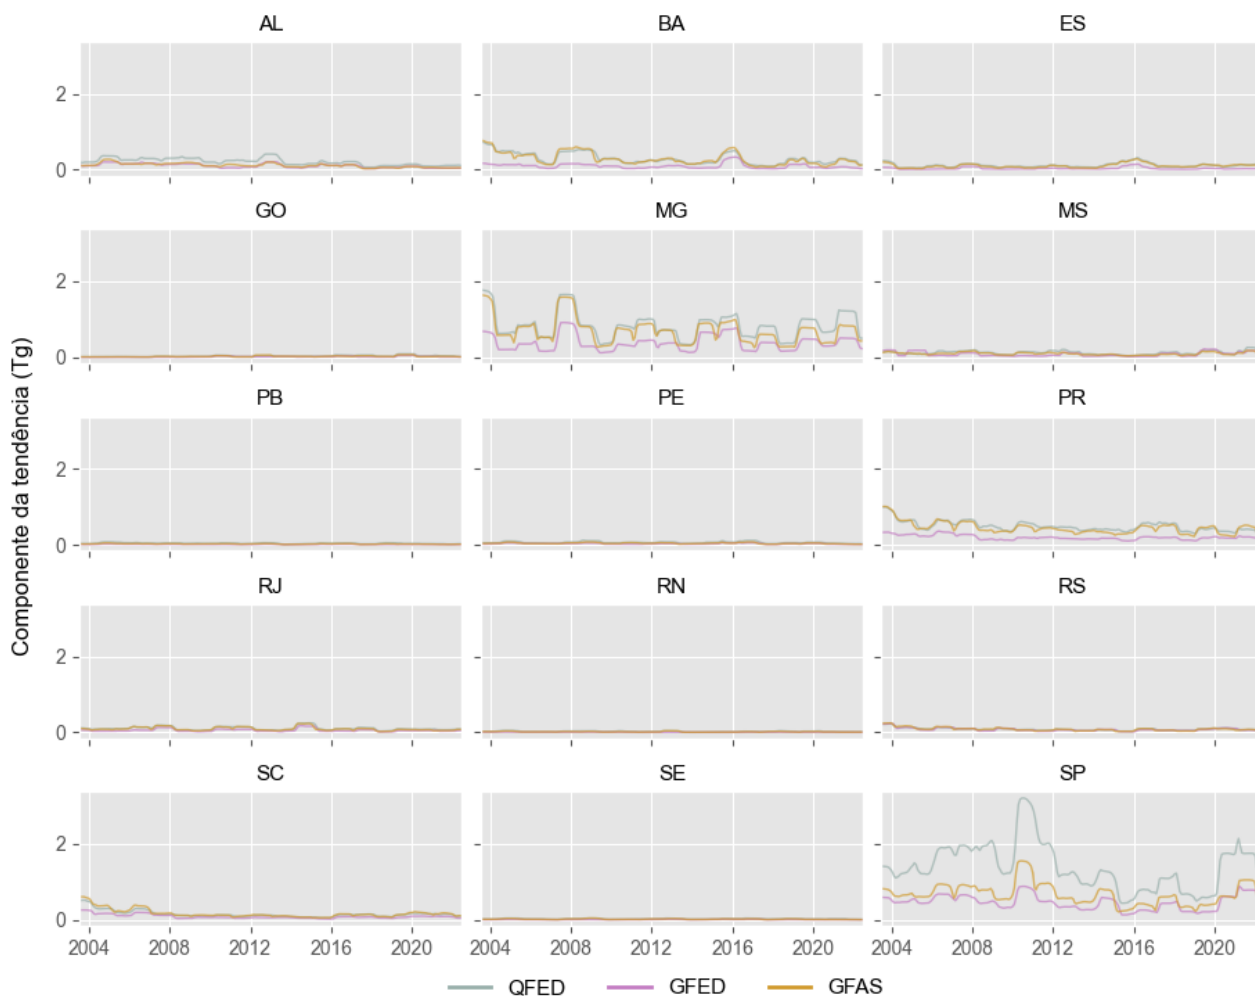 AL BA ES
2
0
GO MG MS
2
0
PB PE PR
2
0
Componente da tendência (Tg)
RJ RN RS
2
0
SC SE SP
2
0
2004 2008 2012 2016 2020 2004 2008 2012 2016 2020 2004 2008 2012 2016 2020
QFED GFED GFAS